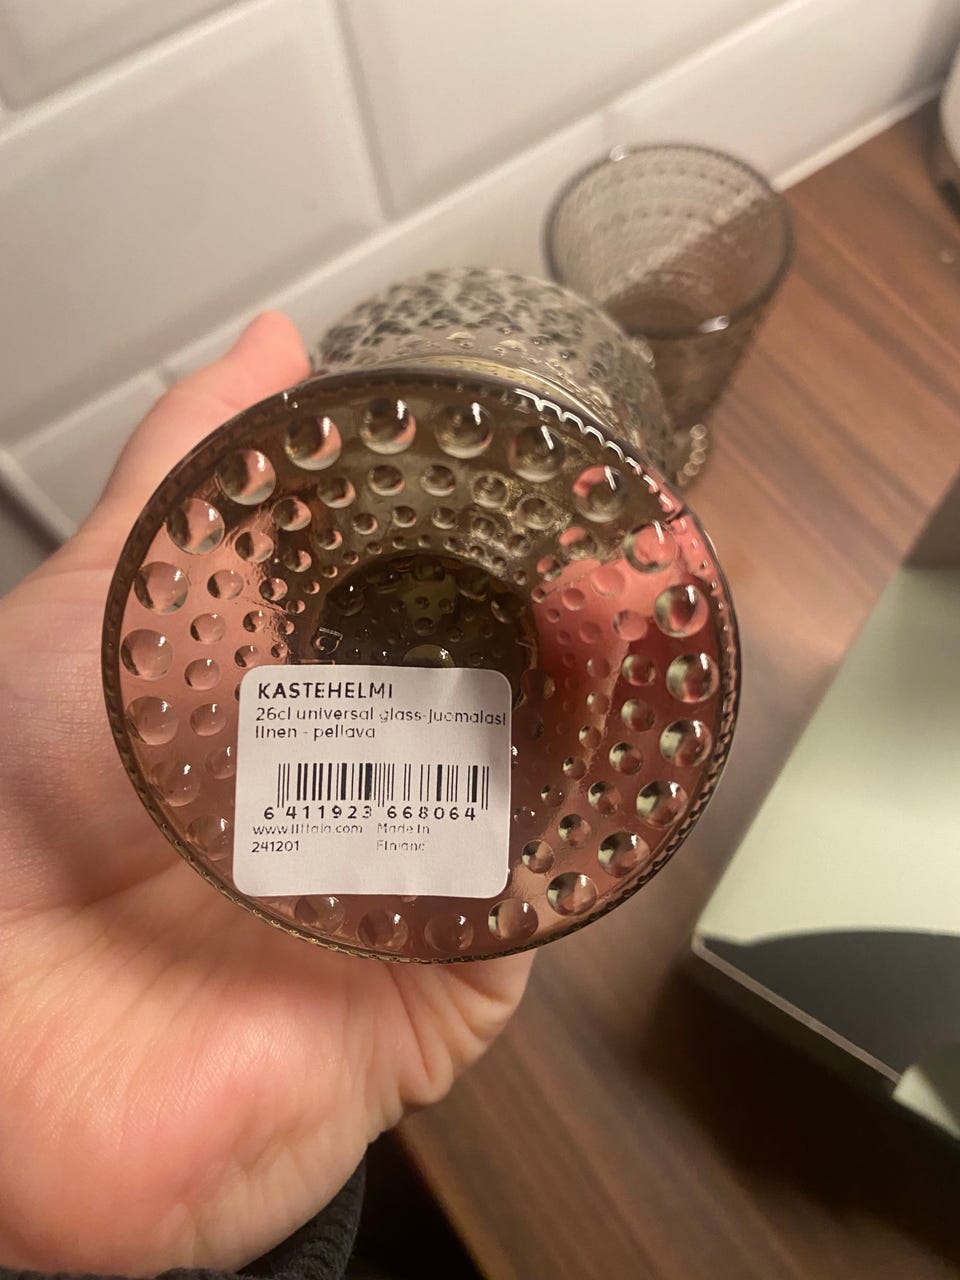 KASTEHELMI
26cl universal glass-juomalasi
linen - pellava
6 411923 668064
www.iittala.com Made in
241201 Finland